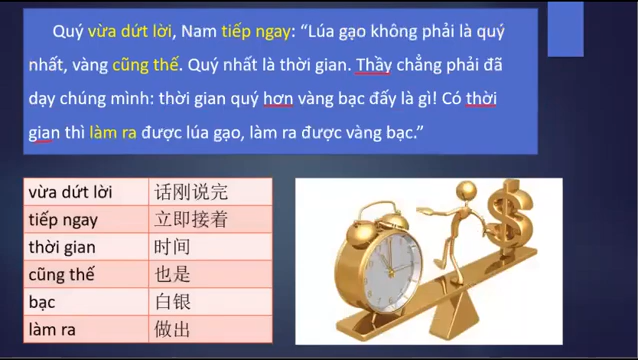 Quý vừa dứt lời, Nam tiếp ngay: “Lúa gạo không phải là quý
nhất, vàng cũng thế. Quý nhất là thời gian. Thầy chẳng phải đã
dạy chúng mình: thời gian quý hơn vàng bạc đấy là gì! Có thời
gian thì làm ra được lúa gạo, làm ra được vàng bạc.”
vừa dứt lời 话刚说完
tiếp ngay 立即接着
thời gian 时间
cũng thế 也是
bạc 白银
làm ra 做出